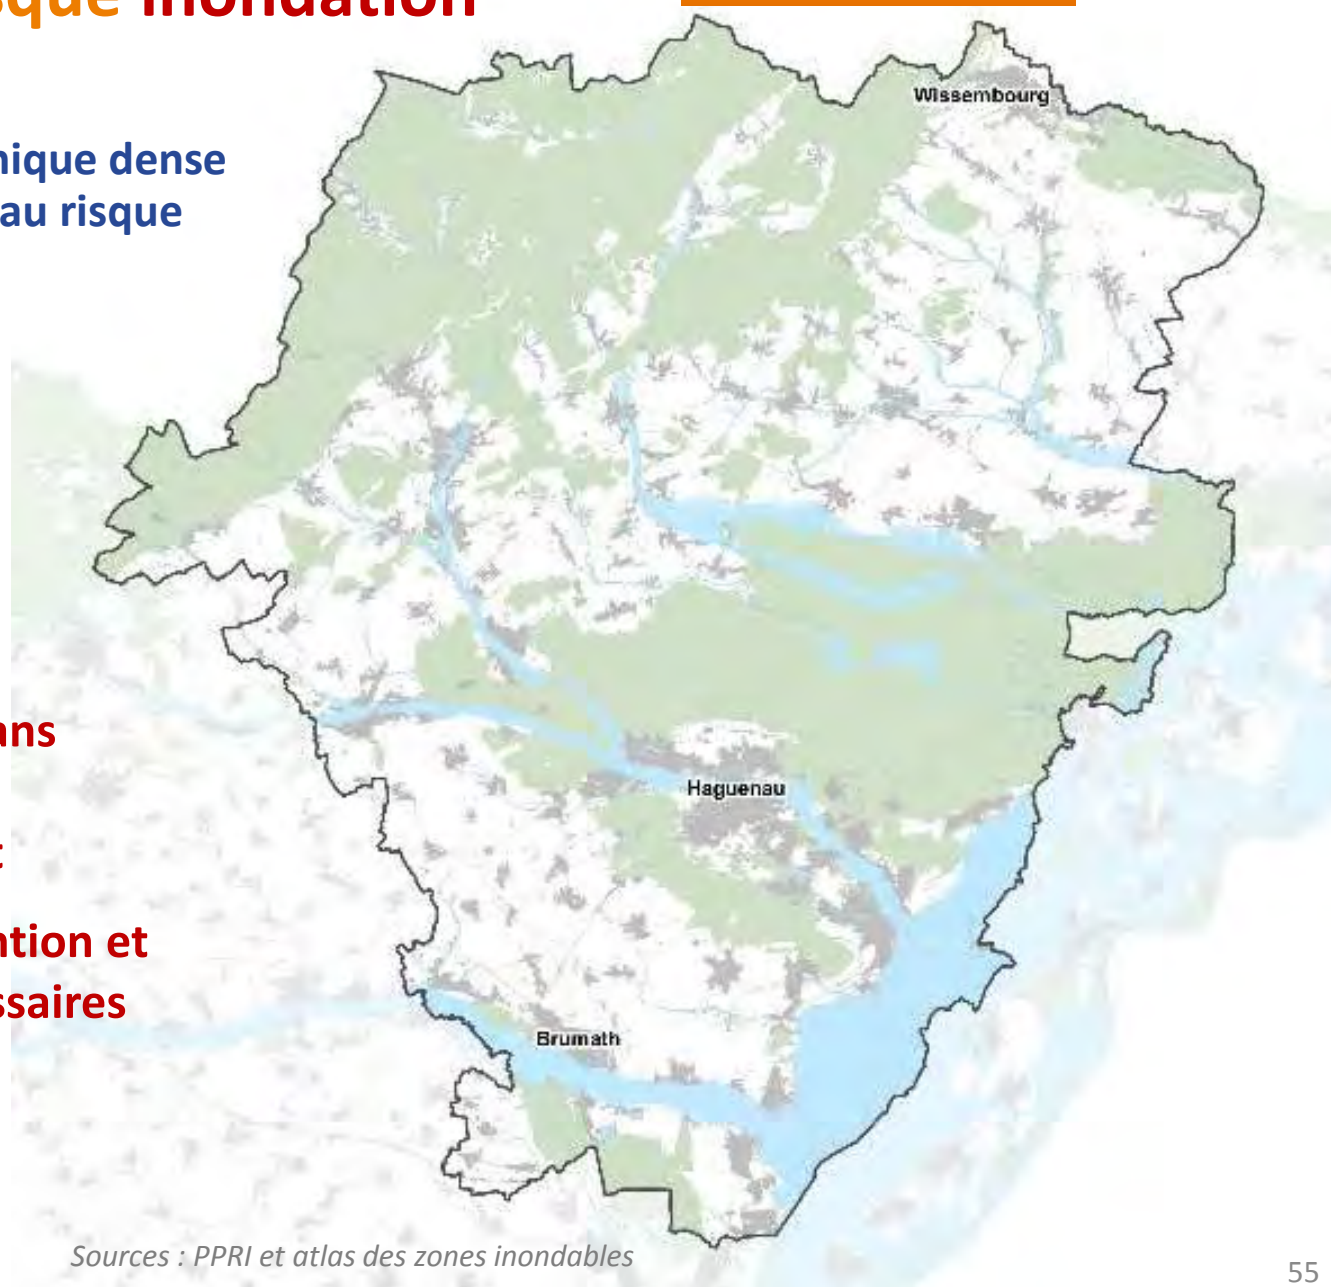 sque inondation
Wissembourg
nique dense
au risque
ans
Haguenau
ntion et
ssaires
Brumath
Sources : PPRI et atlas des zones inondables
55